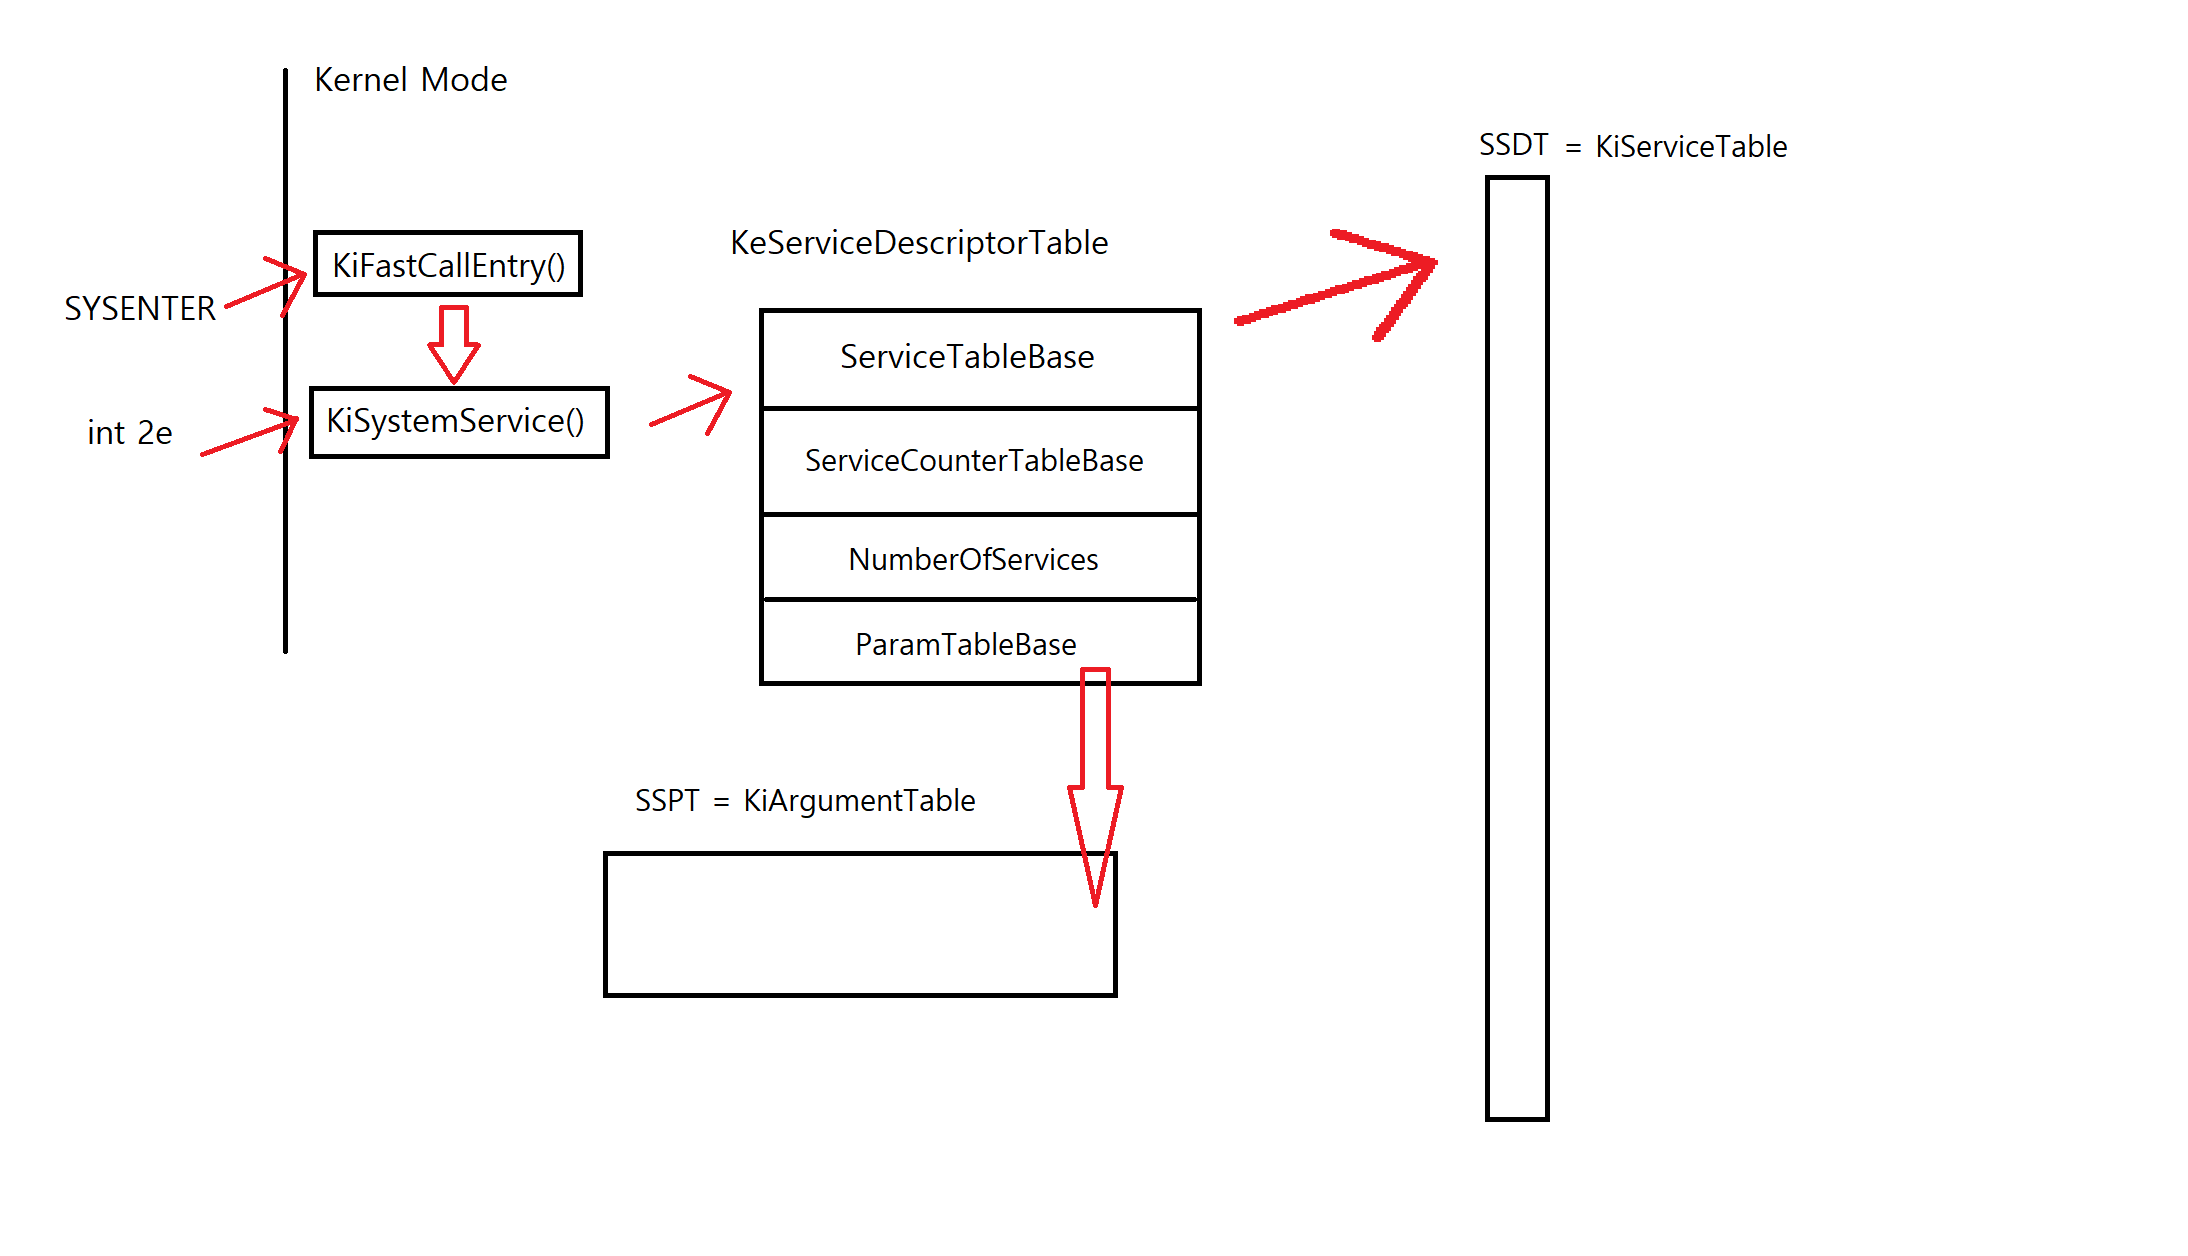 Kernel Mode
SSDT = KiServiceTable
KeServiceDescriptorTable
KiFastCallEntry()
SYSENTER
ServiceTableBase
KiSystemService()
int 2e
ServiceCounterTableBase
NumberOfServices
ParamTableBase
SSPT = KiArgumentTable